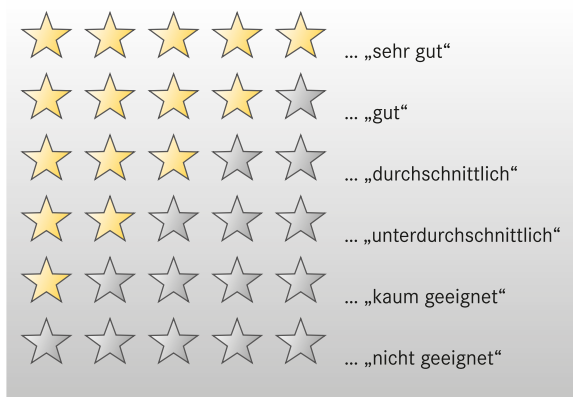 ... „sehr gut“
... „gut“
... „durchschnittlich“
... „unterdurchschnittlich“
... „kaum geeignet“
... „nicht geeignet“